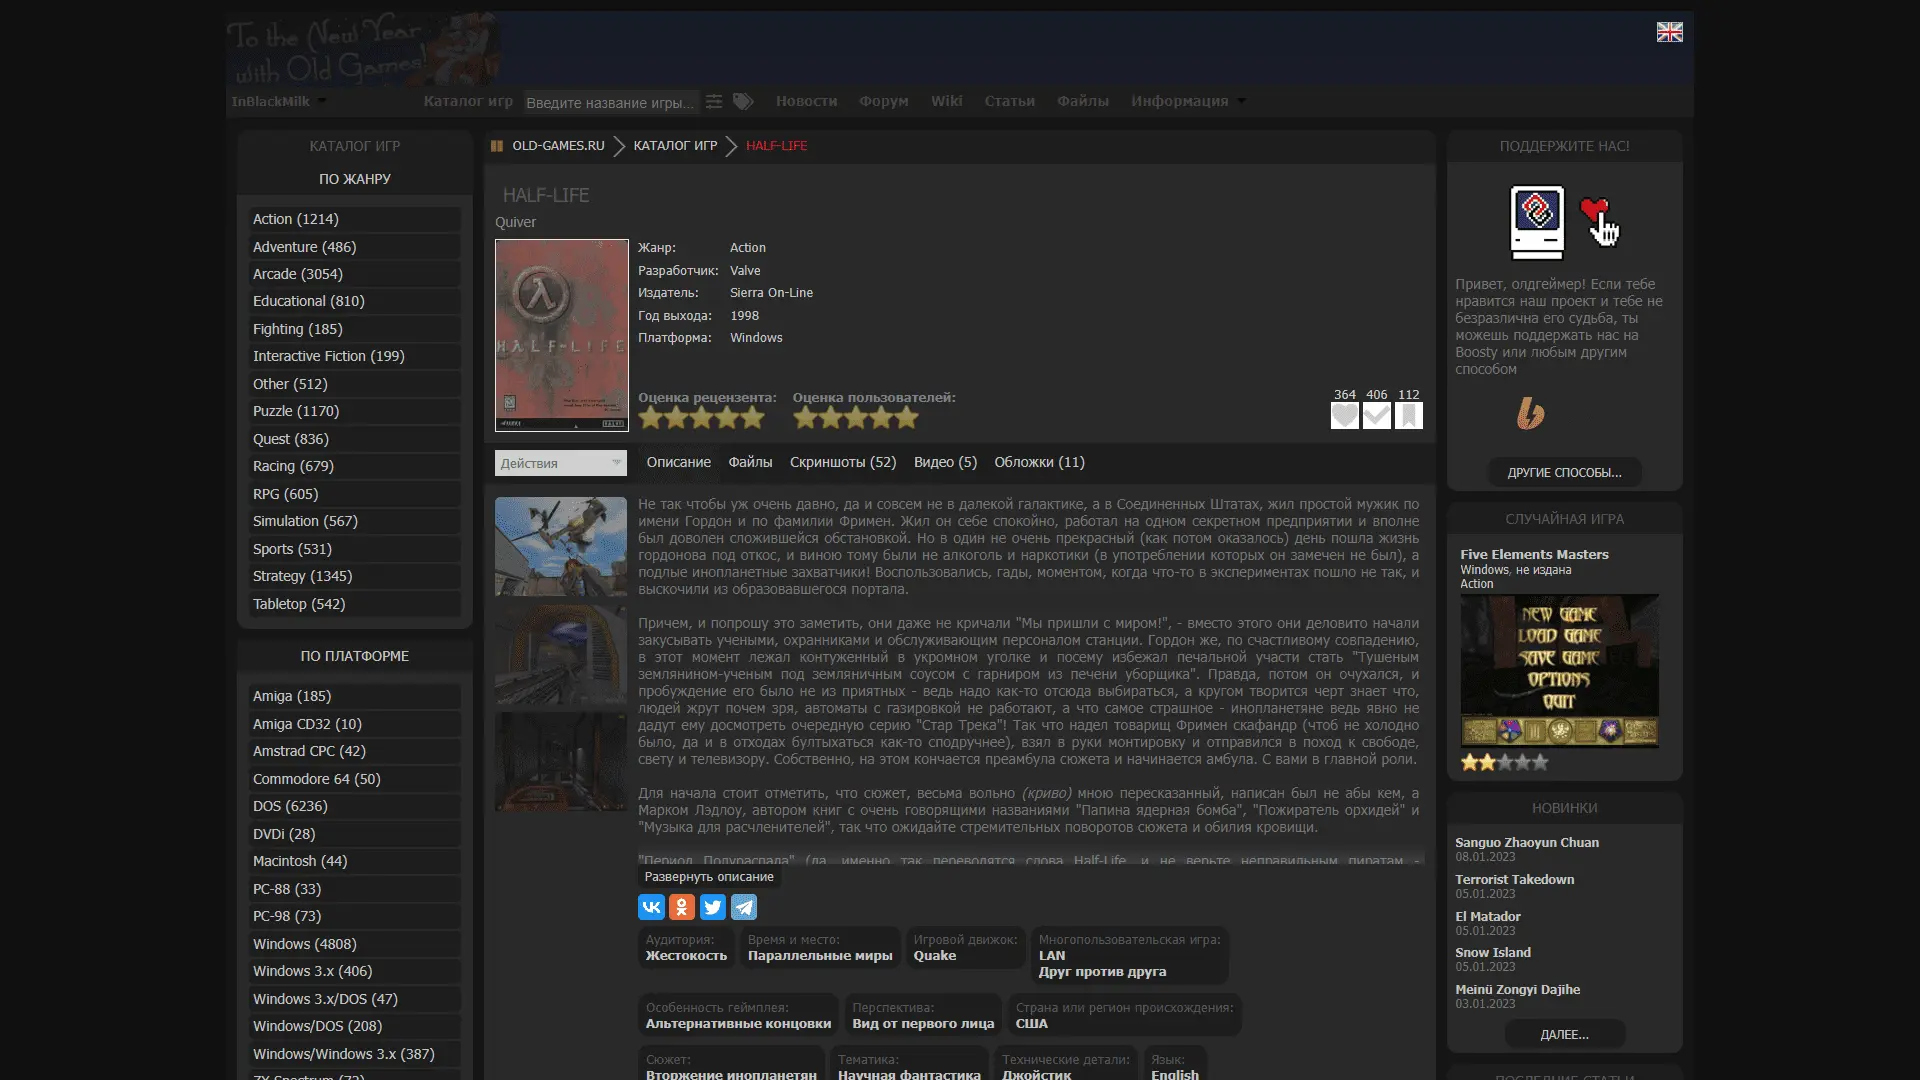 To the New Year
with Old Games!
InBlackMilk
Каталог игр
Введите название игры...
Новости
Форум
Wiki
Статьи
Файлы
Информация
КАТАЛОГ ИГР
ПО ЖАНРУ
Action (1214)
Adventure (486)
Arcade (3054)
Educational (810)
Fighting (185)
Interactive Fiction (199)
Other (512)
Puzzle (1170)
Quest (836)
Racing (679)
RPG (605)
Simulation (567)
Sports (531)
Strategy (1345)
Tabletop (542)
ПО ПЛАТФОРМЕ
Amiga (185)
Amiga CD32 (10)
Amstrad CPC (42)
Commodore 64 (50)
DOS (6236)
DVDi (28)
Macintosh (44)
PC-88 (33)
PC-98 (73)
Windows (4808)
Windows 3.x (406)
Windows 3.x/DOS (47)
Windows/DOS (208)
Windows/Windows 3.x (387)
OLD-GAMES.RU
КАТАЛОГ ИГР
HALF-LIFE
HALF-LIFE
Quiver
HALF-LIFE
Жанр: Action
Разработчик: Valve
Издатель: Sierra On-Line
Год выхода: 1998
Платформа: Windows
Оценка рецензента:
Оценка пользователей:
364 406 112
Действия
Описание
Файлы
Скриншоты (52)
Видео (5)
Обложки (11)
Не так чтобы уж очень давно, да и совсем не в далекой галактике, а в Соединенных Штатах, жил простой мужик по
имени Гордон и по фамилии Фримен. Жил он себе спокойно, работал на одном секретном предприятии и вполне
был доволен сложившейся обстановкой. Но в один не очень прекрасный (как потом оказалось) день пошла жизнь
гордонова под откос, и виною тому были не алкоголь и наркотики (в употреблении которых он замечен не был), а
подлые инопланетные захватчики! Воспользовались, гады, моментом, когда что-то в экспериментах пошло не так, и
выскочили из образовавшегося портала.
Причем, и попрошу это заметить, они даже не кричали "Мы пришли с миром!", - вместо этого они деловито начали
закусывать учеными, охранниками и обслуживающим персоналом станции. Гордон же, по счастливому совпадению,
в этот момент лежал контуженный в укромном уголке и посему избежал печальной участи стать "Тушеным
землянином-ученым под земляничным соусом с гарниром из печени уборщика". Правда, потом он очухался, и
пробуждение его было не из приятных - ведь надо как-то отсюда выбираться, а кругом творится черт знает что,
людей жрут почем зря, автоматы с газировкой не работают, а что самое страшное - инопланетяне ведь явно не
дадут ему досмотреть очередную серию "Стар Трека"! Так что надел товарищ Фримен скафандр (чтоб не холодно
было, да и в отходах бултыхаться как-то сподручнее), взял в руки монтировку и отправился в поход к свободе,
свету и телевизору. Собственно, на этом кончается преамбула сюжета и начинается амбула. С вами в главной роли.
Для начала стоит отметить, что сюжет, весьма вольно (криво) мною пересказанный, написан был не абы кем, а
Марком Лэдлоу, автором книг с очень говорящими названиями "Папина ядерная бомба", "Пожиратель орхидей" и
"Музыка для расчленителей", так что ожидайте стремительных поворотов сюжета и обилия кровищи.
"Период Полураспада" (да, именно так переводятся слова Half-Life, и не верьте неправильным пиратам -
Развернуть описание
Аудитория:
Жестокость
Время и место:
Параллельные миры
Игровой движок:
Quake
Многопользовательская игра:
LAN
Друг против друга
Особенность геймплея:
Альтернативные концовки
Перспектива:
Вид от первого лица
Страна или регион происхождения:
США
Сюжет:
Вторжение инопланетян
Тематика:
Научная фантастика
Технические детали:
Джойстик
Язык:
English
ПОДДЕРЖИТЕ НАС!
Привет, олдгеймер! Если тебе
нравится наш проект и тебе не
безразлична его судьба, ты
можешь поддержать нас на
Boosty или любым другим
способом
ДРУГИЕ СПОСОБЫ...
СЛУЧАЙНАЯ ИГРА
Five Elements Masters
Windows, не издана
Action
NEW GAME
LOAD GAME
SAVE GAME
OPTIONS
QUIT
НОВИНКИ
Sanguo Zhaoyun Chuan
08.01.2023
Terrorist Takedown
05.01.2023
El Matador
05.01.2023
Snow Island
05.01.2023
Meinü Zongyi Dajihe
03.01.2023
ДАЛЕЕ...